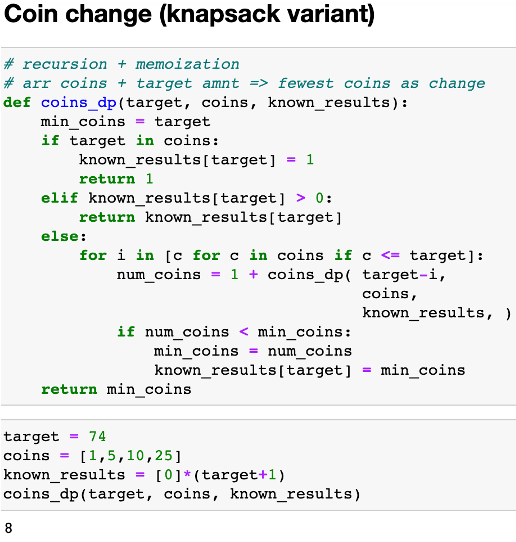 Coin change (knapsack variant)
# recursion + memoization
# arr coins + target amnt => fewest coins as change
def coins_dp(target, coins, known_results):
    min_coins = target
    if target in coins:
        known_results[target] = 1
        return 1
    elif known_results[target] > 0:
        return known_results[target]
    else:
        for i in [c for c in coins if c <= target]:
            num_coins = 1 + coins_dp( target-i,
                                      coins,
                                      known_results, )
            if num_coins < min_coins:
                min_coins = num_coins
                known_results[target] = min_coins
    return min_coins
target = 74
coins = [1,5,10,25]
known_results = [0]*(target+1)
coins_dp(target, coins, known_results)
8